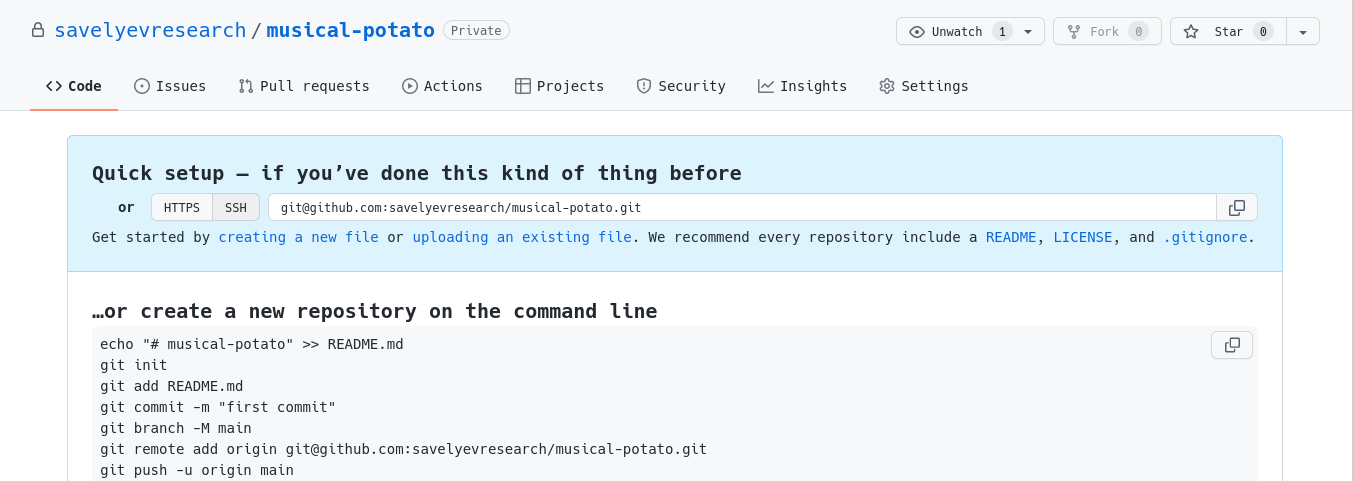 savelyevresearch / musical-potato Private Unwatch 1 Fork 0 Star 0
Code Issues Pull requests Actions Projects Security Insights Settings
Quick setup — if you’ve done this kind of thing before
or HTTPS SSH git@github.com:savelyevresearch/musical-potato.git
Get started by creating a new file or uploading an existing file. We recommend every repository include a README, LICENSE, and .gitignore.
…or create a new repository on the command line
echo "# musical-potato" >> README.md
git init
git add README.md
git commit -m "first commit"
git branch -M main
git remote add origin git@github.com:savelyevresearch/musical-potato.git
git push -u origin main